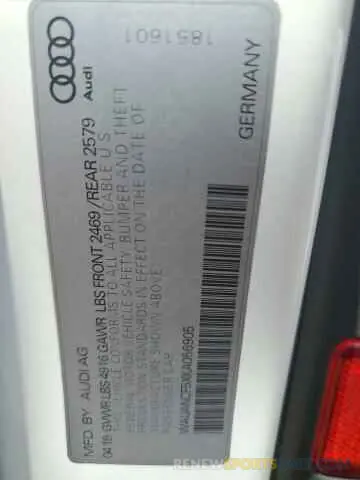 Audi
1851601
GERMANY
MFD. BY AUDI AG
04.18 GVWR LBS 4916 GAWR LBS FRONT 2469 /REAR 2579
THIS VEHICLE CONFORMS TO ALL APPLICABLE U S
FEDERAL MOTOR VEHICLE SAFETY BUMPER AND THEFT
PREVENTION STANDARDS IN EFFECT ON THE DATE OF
MANUFACTURE SHOWN ABOVE
PASSENGER CAR